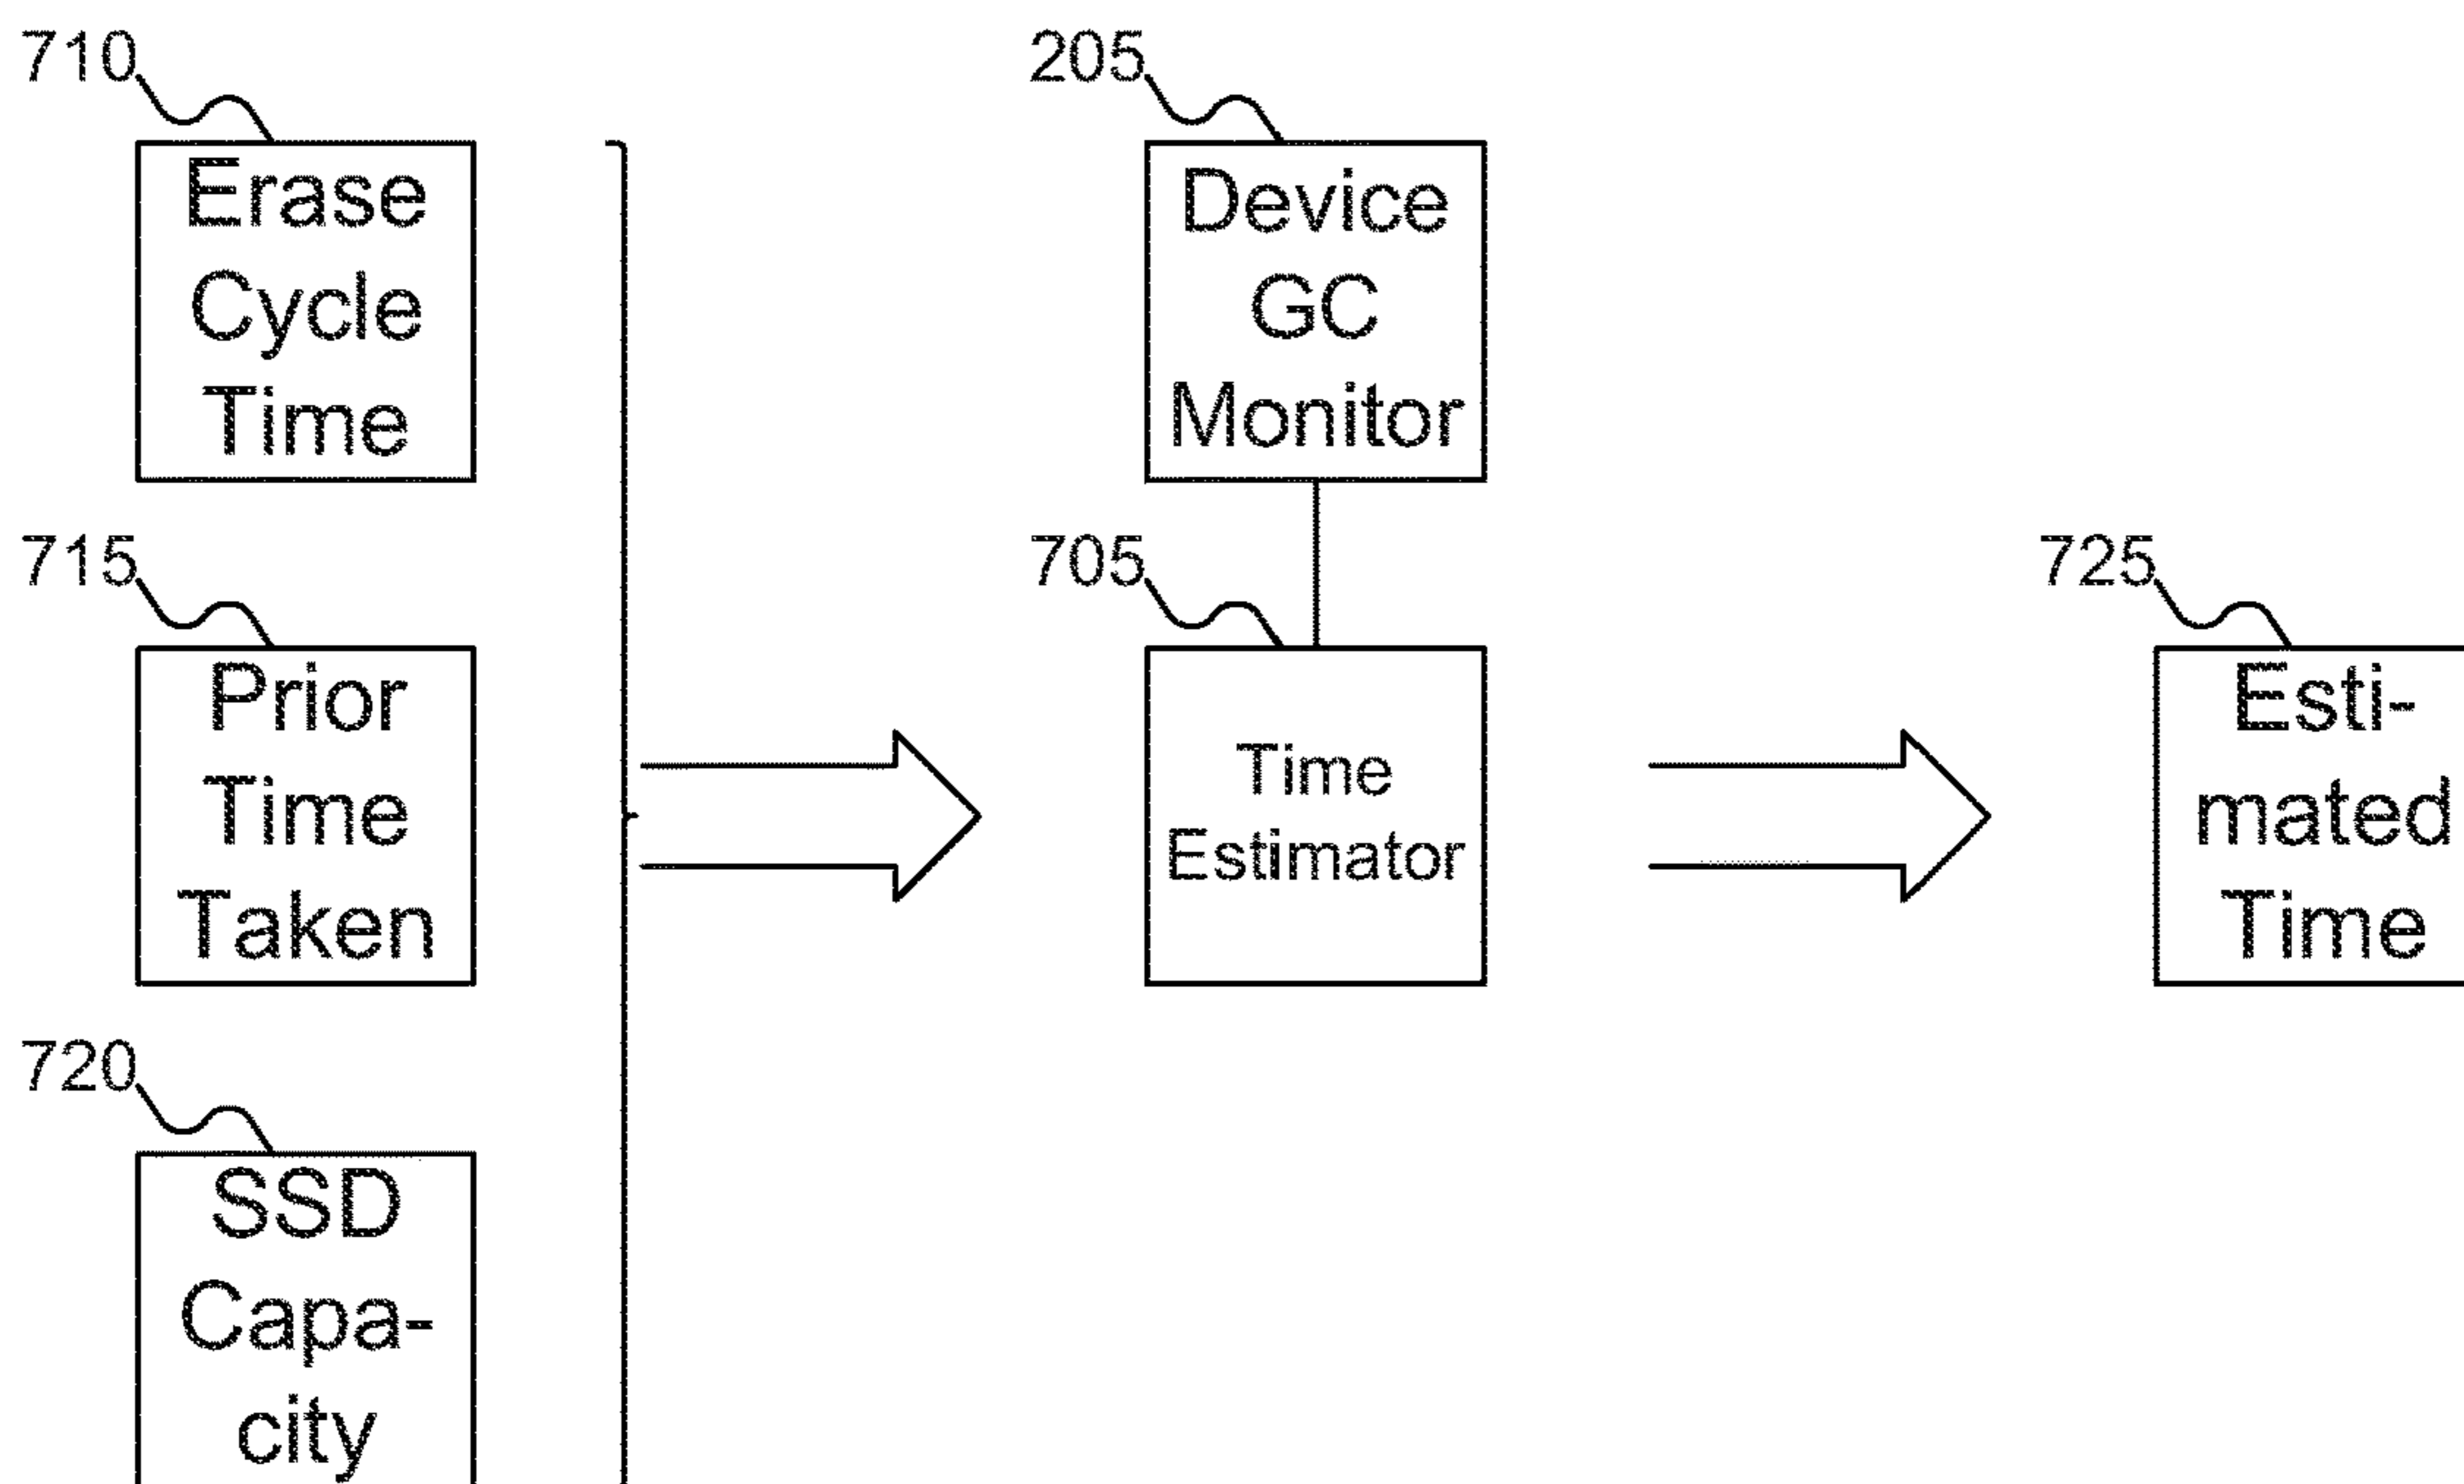 710
Erase
Cycle
Time
715
Prior
Time
Taken
720
SSD
Capa-
city
205
Device
GC
Monitor
705
Time
Estimator
725
Esti-
mated
Time